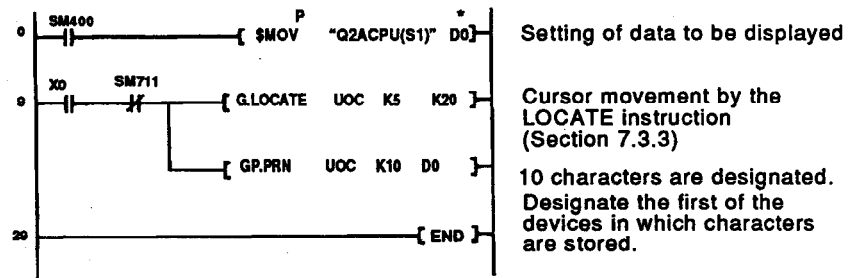 P *
SM400
0 $MOV "Q2ACPU(S1)" D0 Setting of data to be displayed
X0 SM711
9 G.LOCATE UOC K5 K20 Cursor movement by the
LOCATE instruction
(Section 7.3.3)
GP.PRN UOC K10 D0 10 characters are designated.
Designate the first of the
devices in which characters
29 END are stored.